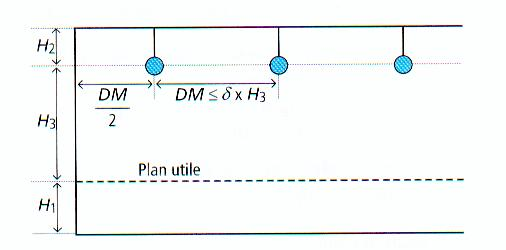 H₂
DM
2
DM ≤ δ x H₃
H₃
Plan utile
H₁